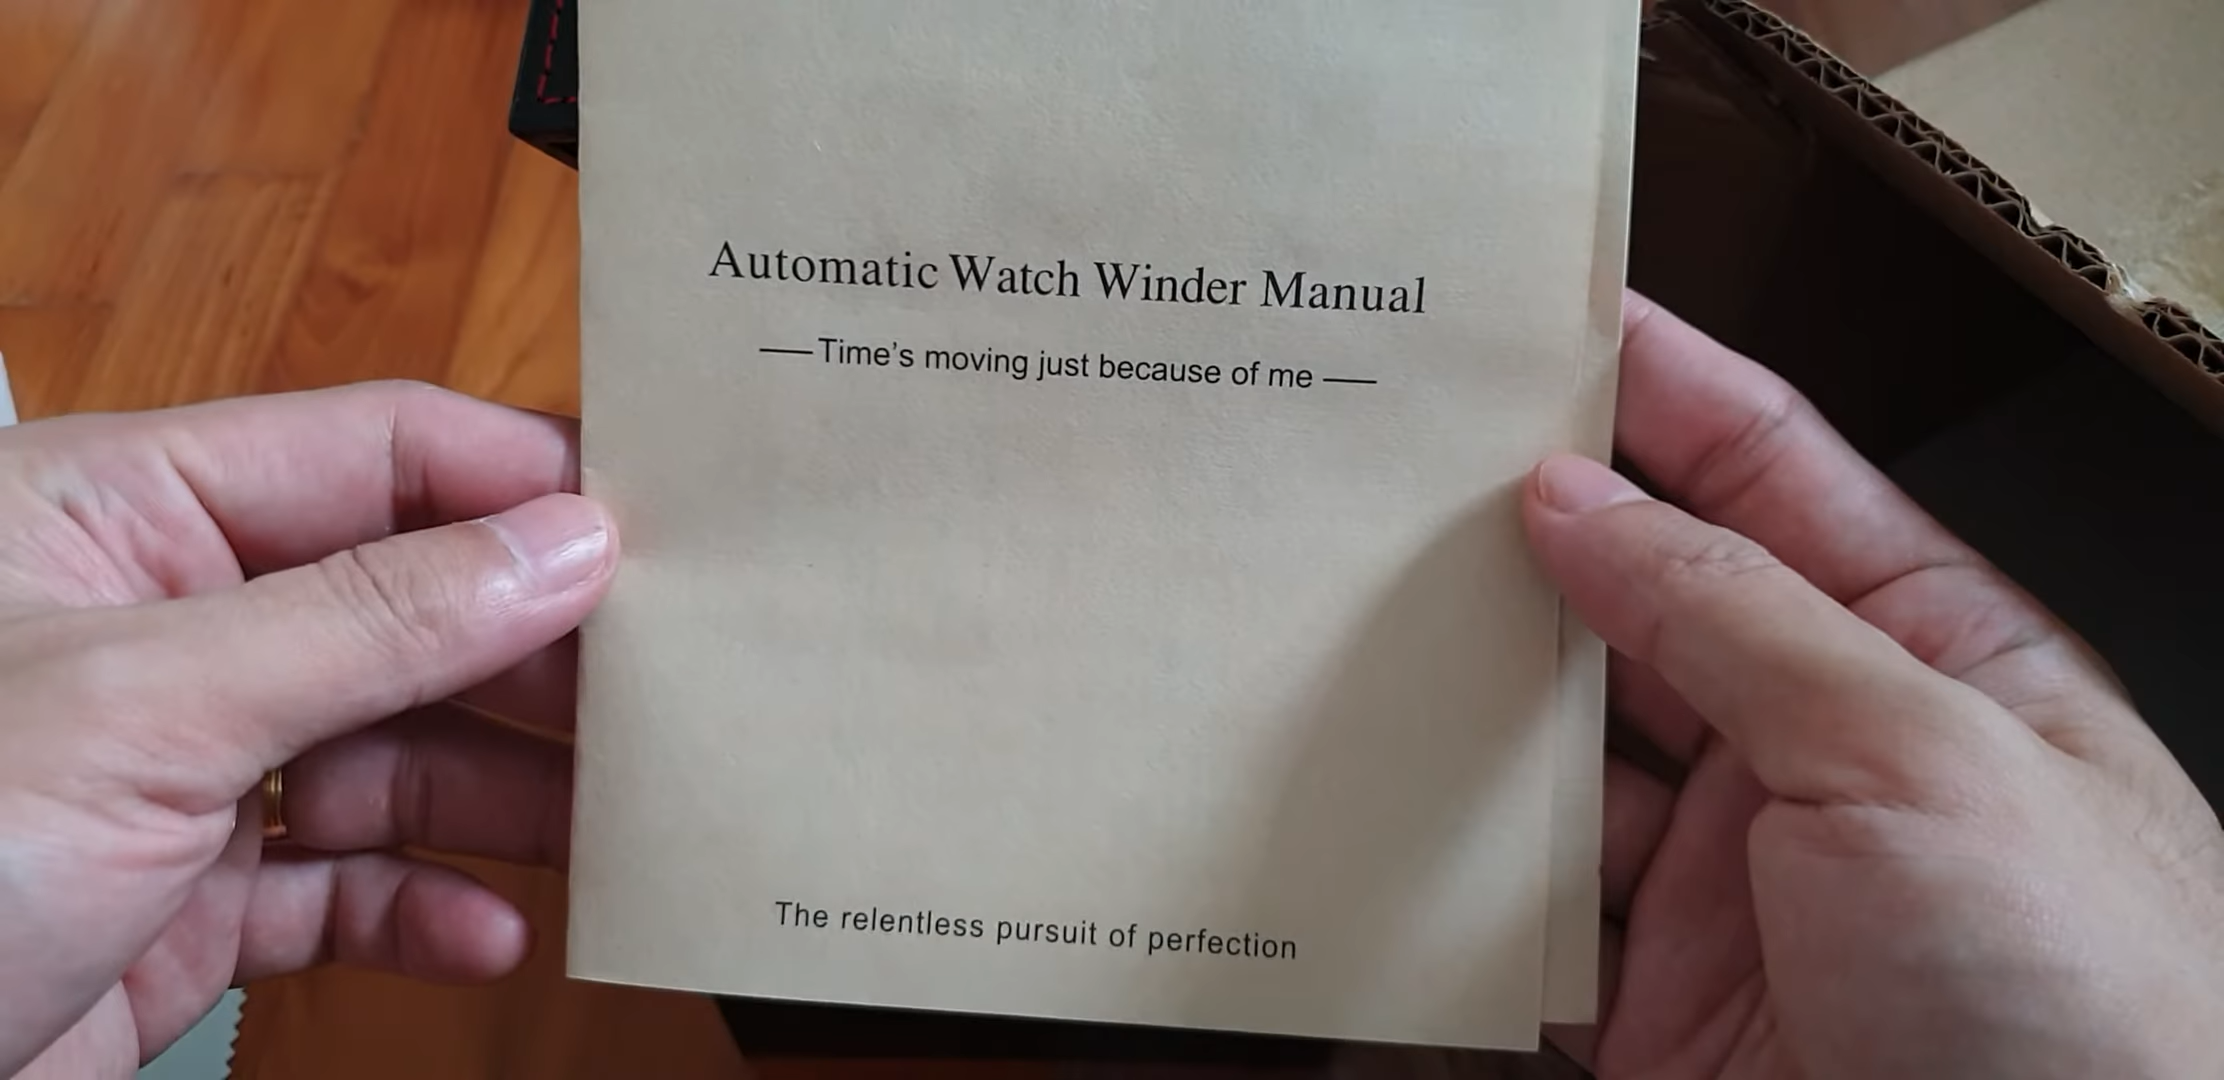 Automatic Watch Winder Manual
——Time's moving just because of me ——
The relentless pursuit of perfection